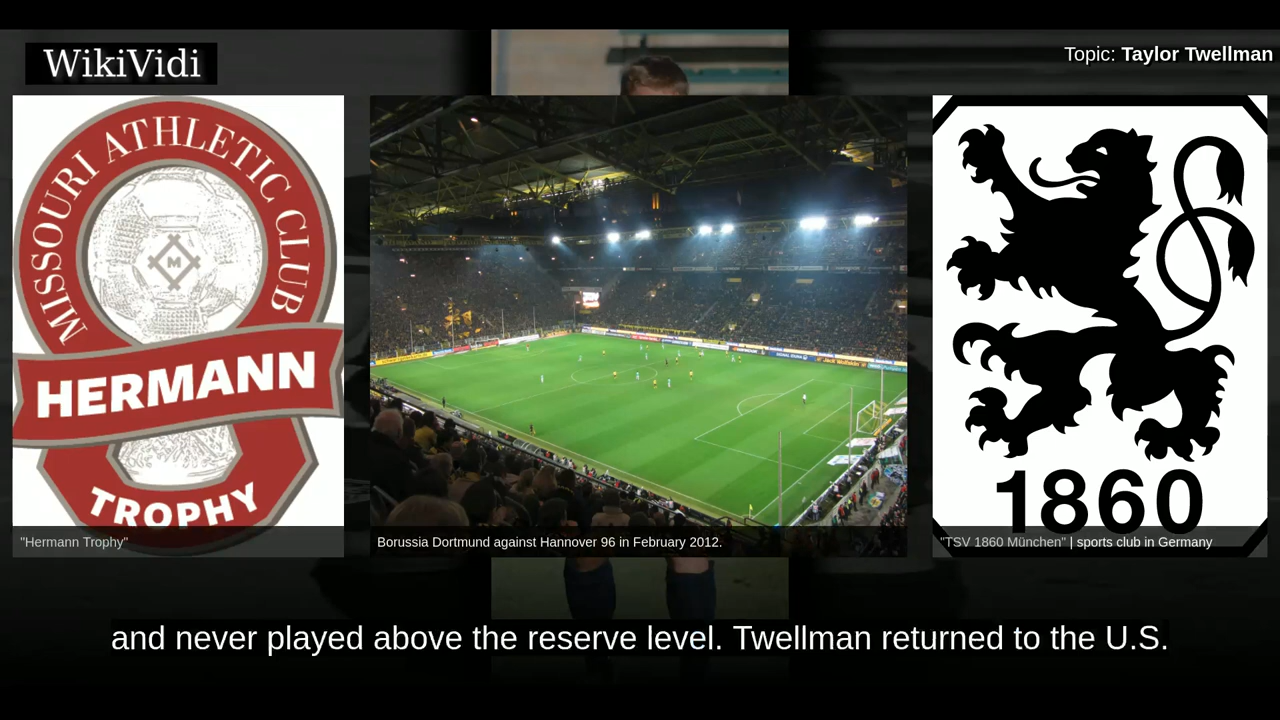 WikiVidi
Topic: Taylor Twellman
MISSOURI ATHLETIC CLUB
M
HERMANN
TROPHY
1860
"Hermann Trophy"
Borussia Dortmund against Hannover 96 in February 2012.
"TSV 1860 München" | sports club in Germany
and never played above the reserve level. Twellman returned to the U.S.